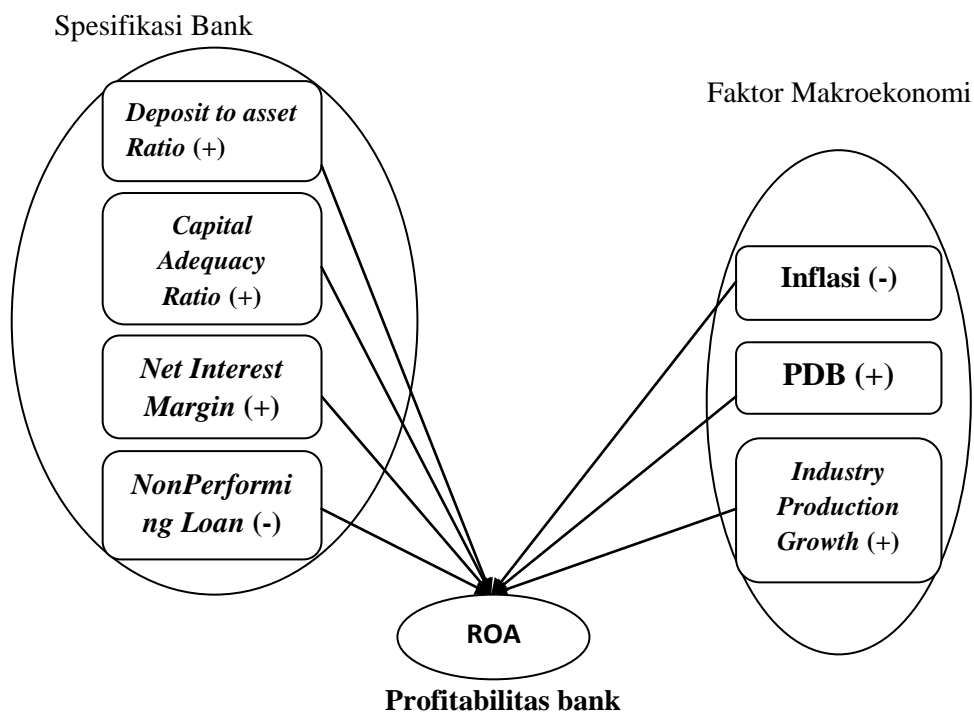 Spesifikasi Bank
Deposit to asset
Ratio (+)
Capital
Adequacy
Ratio (+)
Net Interest
Margin (+)
NonPerformi
ng Loan (-)
Faktor Makroekonomi
Inflasi (-)
PDB (+)
Industry
Production
Growth (+)
ROA
Profitabilitas bank